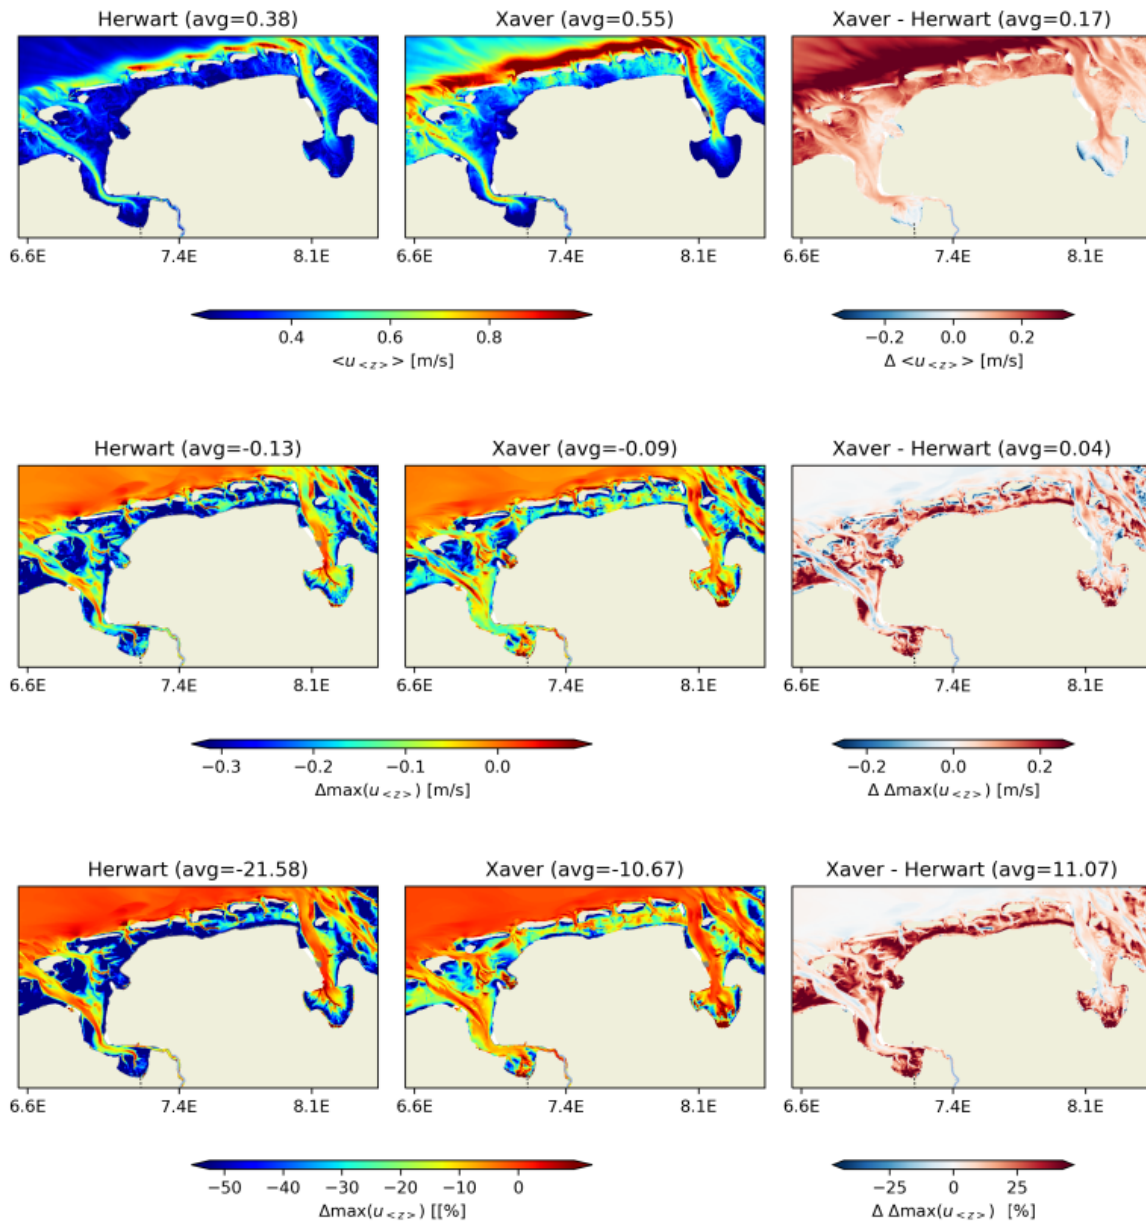 Herwart (avg=0.38) Xaver (avg=0.55) Xaver - Herwart (avg=0.17)
6.6E 7.4E 8.1E 6.6E 7.4E 8.1E 6.6E 7.4E 8.1E
0.4 0.6 0.8 −0.2 0.0 0.2
<u<z>> [m/s] Δ <u<z>> [m/s]
Herwart (avg=-0.13) Xaver (avg=-0.09) Xaver - Herwart (avg=0.04)
6.6E 7.4E 8.1E 6.6E 7.4E 8.1E 6.6E 7.4E 8.1E
−0.3 −0.2 −0.1 0.0 −0.2 0.0 0.2
Δmax(u<z>) [m/s] Δ Δmax(u<z>) [m/s]
Herwart (avg=-21.58) Xaver (avg=-10.67) Xaver - Herwart (avg=11.07)
6.6E 7.4E 8.1E 6.6E 7.4E 8.1E 6.6E 7.4E 8.1E
−50 −40 −30 −20 −10 0 −25 0 25
Δmax(u<z>) [[%] Δ Δmax(u<z>) [%]